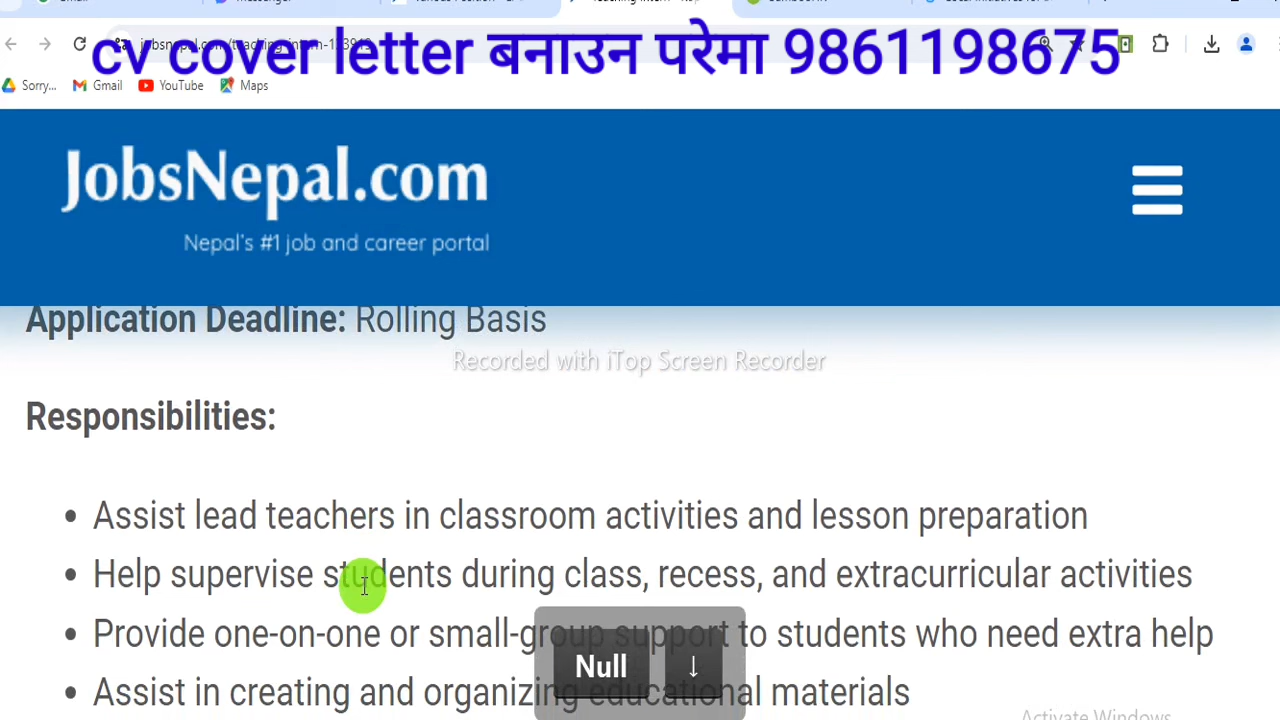 cv cover letter बनाउन परेमा 9861198675
Sorry...
Gmail
YouTube
Maps
JobsNepal.com
Nepal's #1 job and career portal
Application Deadline: Rolling Basis
Recorded with iTop Screen Recorder
Responsibilities:
Assist lead teachers in classroom activities and lesson preparation
Help supervise students during class, recess, and extracurricular activities
Provide one-on-one or small-group support to students who need extra help
Assist in creating and organizing educational materials
Null ↓
Activate Windows